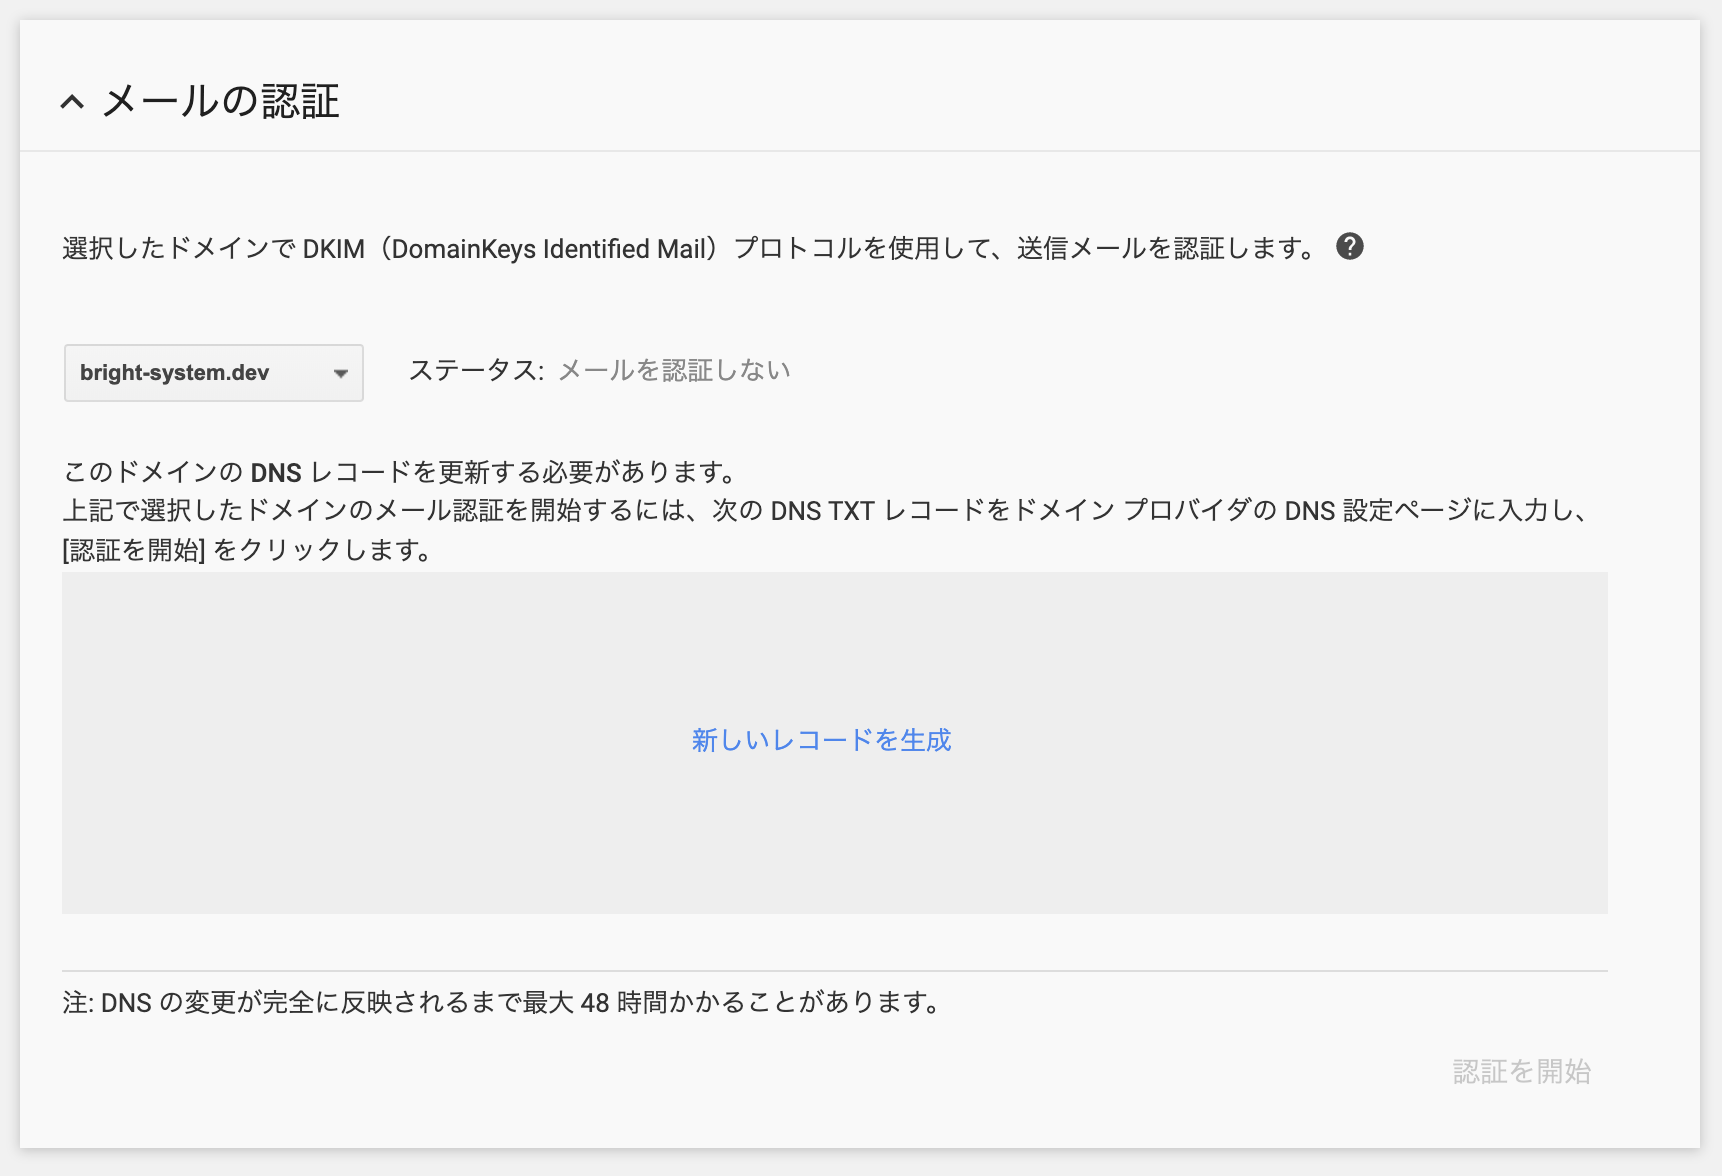 メールの認証
選択したドメインで DKIM（DomainKeys Identified Mail）プロトコルを使用して、送信メールを認証します。
bright-system.dev
ステータス: メールを認証しない
このドメインの DNS レコードを更新する必要があります。
上記で選択したドメインのメール認証を開始するには、次の DNS TXT レコードをドメイン プロバイダの DNS 設定ページに入力し、
[認証を開始] をクリックします。
新しいレコードを生成
注: DNS の変更が完全に反映されるまで最大 48 時間かかることがあります。
認証を開始